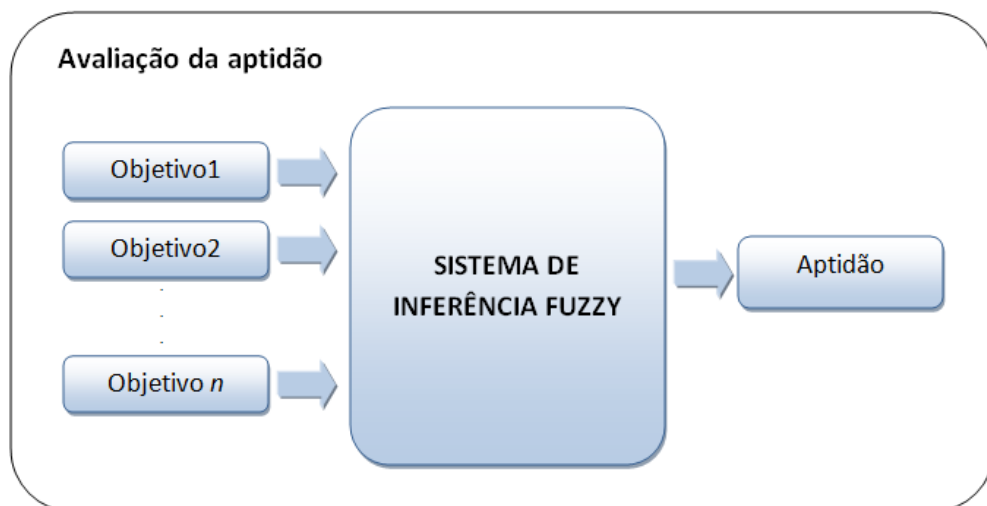 Avaliação da aptidão
Objetivo1
Objetivo2
.
.
.
Objetivo n
SISTEMA DE
INFERÊNCIA FUZZY
Aptidão